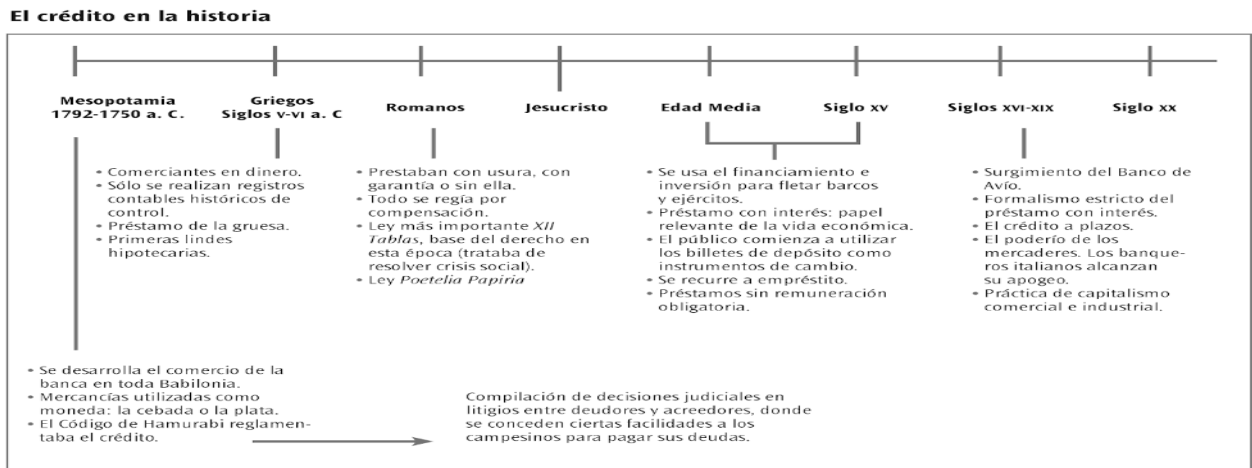 El crédito en la historia
Mesopotamia
1792-1750 a. C.
Griegos
Siglos V-VI a. C
Romanos
Jesucristo
Edad Media
Siglo XV
Siglos XVI-XIX
Siglo XX
• Comerciantes en dinero.
• Sólo se realizan registros
contables históricos de
control.
• Préstamo de la gruesa.
• Primeras lindes
hipotecarias.
• Prestaban con usura, con
garantía o sin ella.
• Todo se regía por
compensación.
• Ley más importante XII
Tablas, base del derecho en
esta época (trataba de
resolver crisis social).
• Ley Poetelia Papiria
• Se usa el financiamiento e
inversión para fletar barcos
y ejércitos.
• Préstamo con interés: papel
relevante de la vida económica.
• El público comienza a utilizar
los billetes de depósito como
instrumentos de cambio.
• Se recurre a empréstito.
• Préstamos sin remuneración
obligatoria.
• Surgimiento del Banco de
Avío.
• Formalismo estricto del
préstamo con interés.
• El crédito a plazos.
• El poderío de los
mercaderes. Los banque-
ros italianos alcanzan
su apogeo.
• Práctica de capitalismo
comercial e industrial.
• Se desarrolla el comercio de la
banca en toda Babilonia.
• Mercancías utilizadas como
moneda: la cebada o la plata.
• El Código de Hamurabi reglamen-
taba el crédito.
Compilación de decisiones judiciales en
litigios entre deudores y acreedores, donde
se conceden ciertas facilidades a los
campesinos para pagar sus deudas.